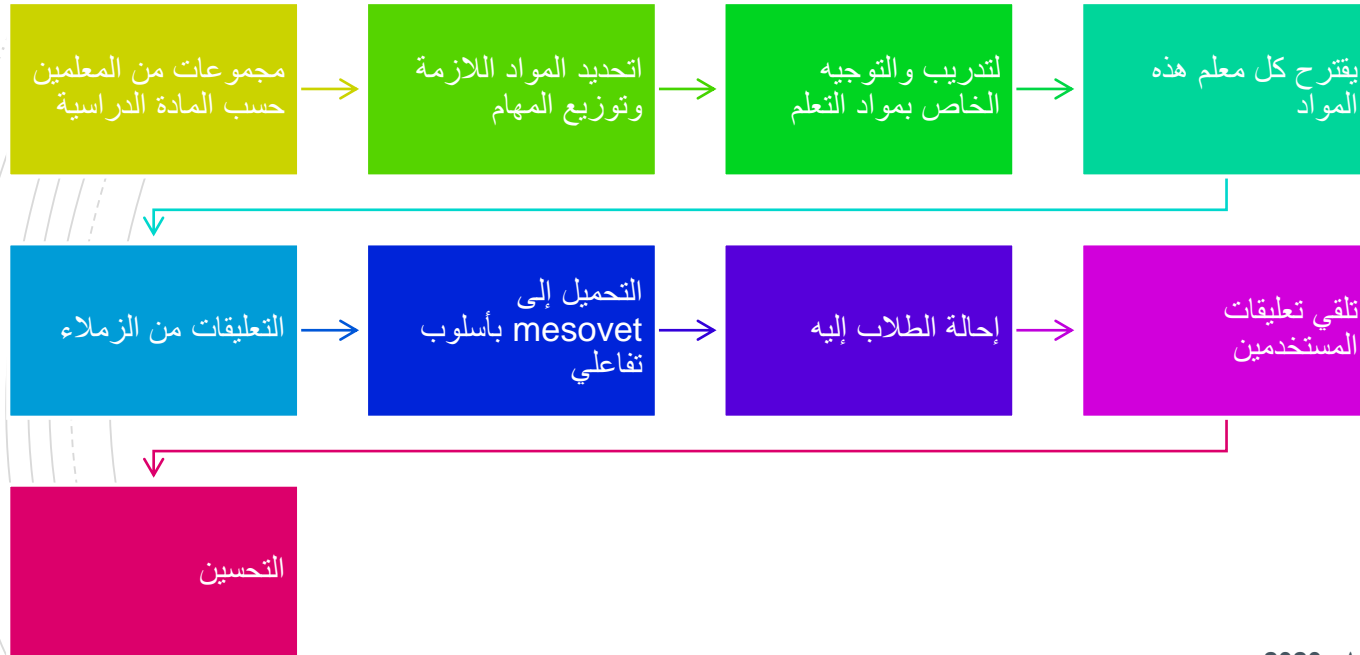 مجموعات من المعلمين
حسب المادة الدراسية
اتحديد المواد اللازمة
وتوزيع المهام
لتدريب والتوجيه
الخاص بمواد التعلم
يقترح كل معلم هذه
المواد
التعليقات من الزملاء
التحميل إلى
mesovet بأسلوب
تفاعلي
إحالة الطلاب إليه
تلقي تعليقات
المستخدمين
التحسين